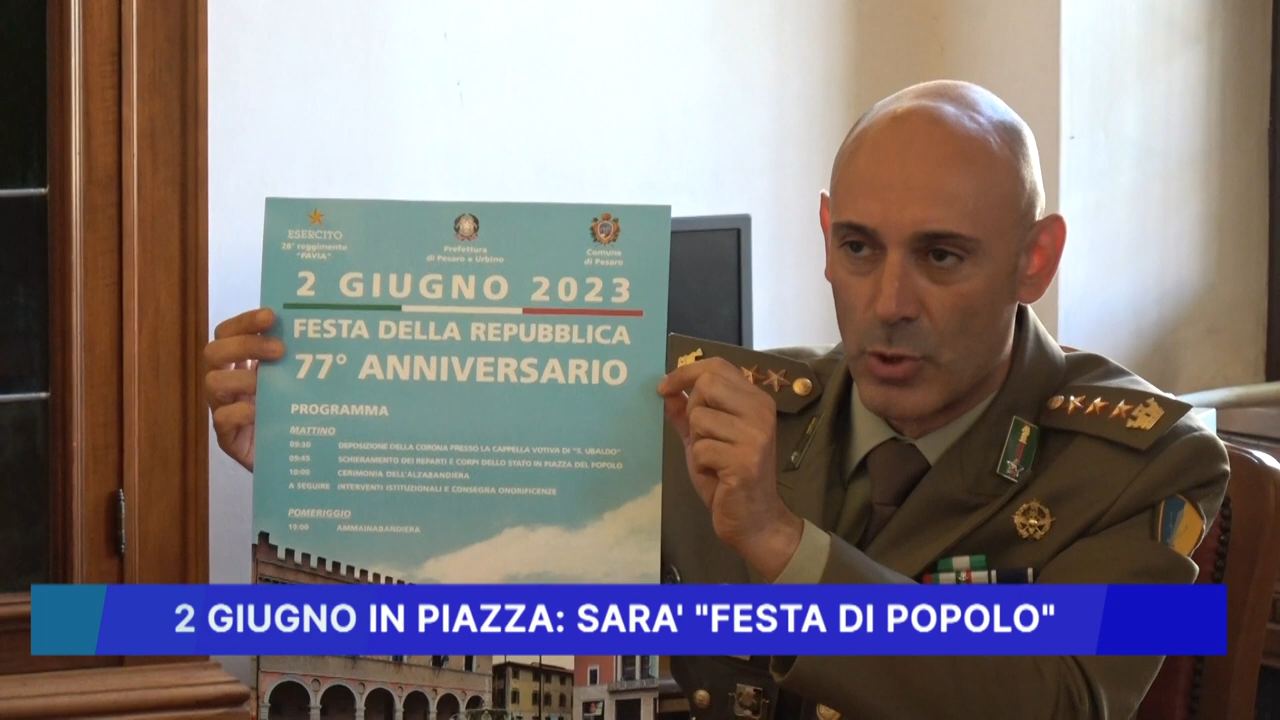 ESERCITO
28° reggimento
"PAVIA"
Prefettura
di Pesaro e Urbino
Comune
di Pesaro
2 GIUGNO 2023
FESTA DELLA REPUBBLICA
77° ANNIVERSARIO
PROGRAMMA
MATTINO
09:30 DEPOSIZIONE DELLA CORONA PRESSO LA CAPPELLA VOTIVA DI "S. UBALDO"
09:45 SCHIERAMENTO DEI REPARTI E CORPI DELLO STATO IN PIAZZA DEL POPOLO
10:00 CERIMONIA DELL'ALZABANDIERA
A SEGUIRE INTERVENTI ISTITUZIONALI E CONSEGNA ONORIFICENZE
POMERIGGIO
AMMAINABANDIERA
2 GIUGNO IN PIAZZA: SARA' "FESTA DI POPOLO"